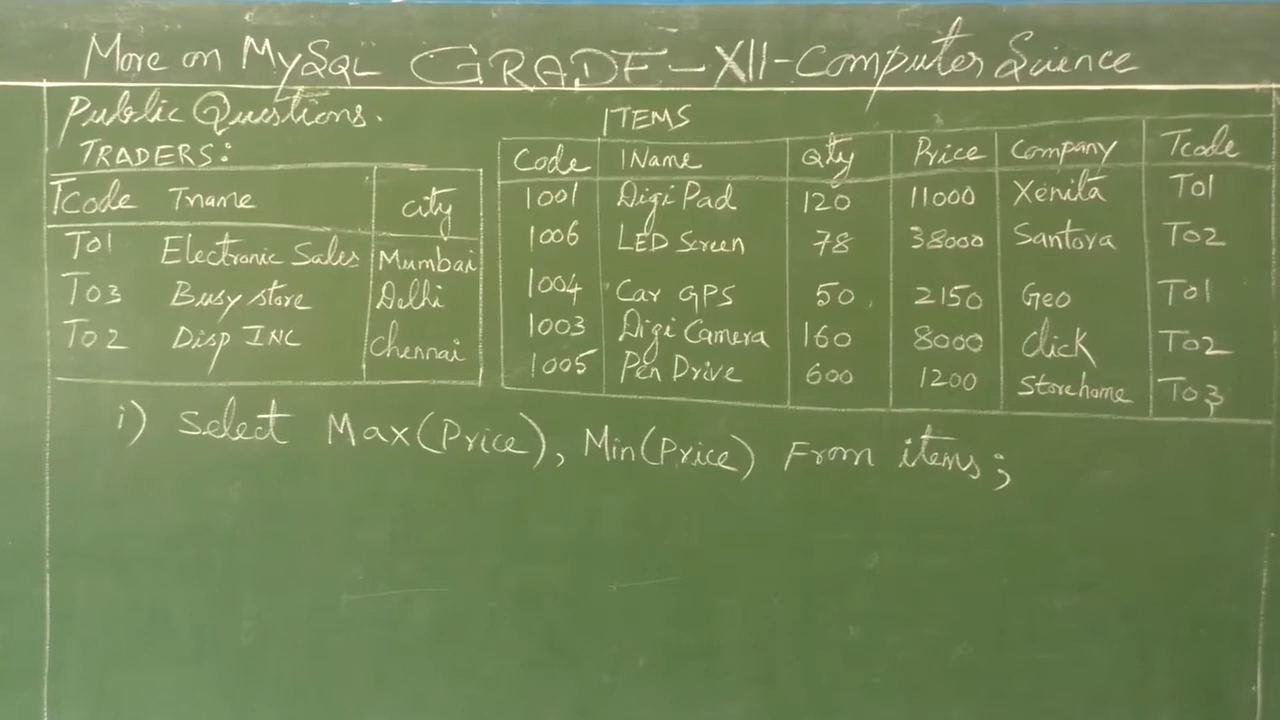 More on MySQL GRADE-XII-Computer Science
Public Questions.
TRADERS:
Tcode Tname city
T01 Electronic Sales Mumbai
T03 Busy store Delhi
T02 Disp INC Chennai
ITEMS
Code IName Qty Price Company Tcode
1001 Digi Pad 120 11000 Xenita T01
1006 LED Screen 78 38000 Santora T02
1004 Car GPS 50 2150 Geo T01
1003 Digi Camera 160 8000 Click T02
1005 Pen Drive 600 1200 Storehome T03
i) Select Max(Price), Min(Price) From items;